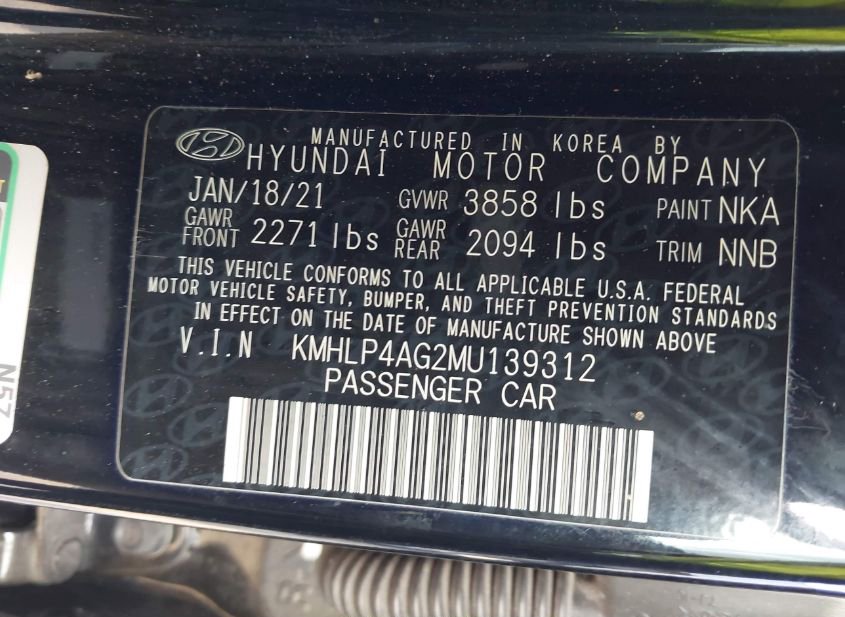 MANUFACTURED IN KOREA BY
HYUNDAI MOTOR COMPANY
JAN/18/21 GVWR 3858 lbs PAINT NKA
GAWR FRONT 2271 lbs GAWR REAR 2094 lbs TRIM NNB
THIS VEHICLE CONFORMS TO ALL APPLICABLE U.S.A. FEDERAL
MOTOR VEHICLE SAFETY, BUMPER, AND THEFT PREVENTION STANDARDS
IN EFFECT ON THE DATE OF MANUFACTURE SHOWN ABOVE
V.I.N KMHLP4AG2MU139312
PASSENGER CAR